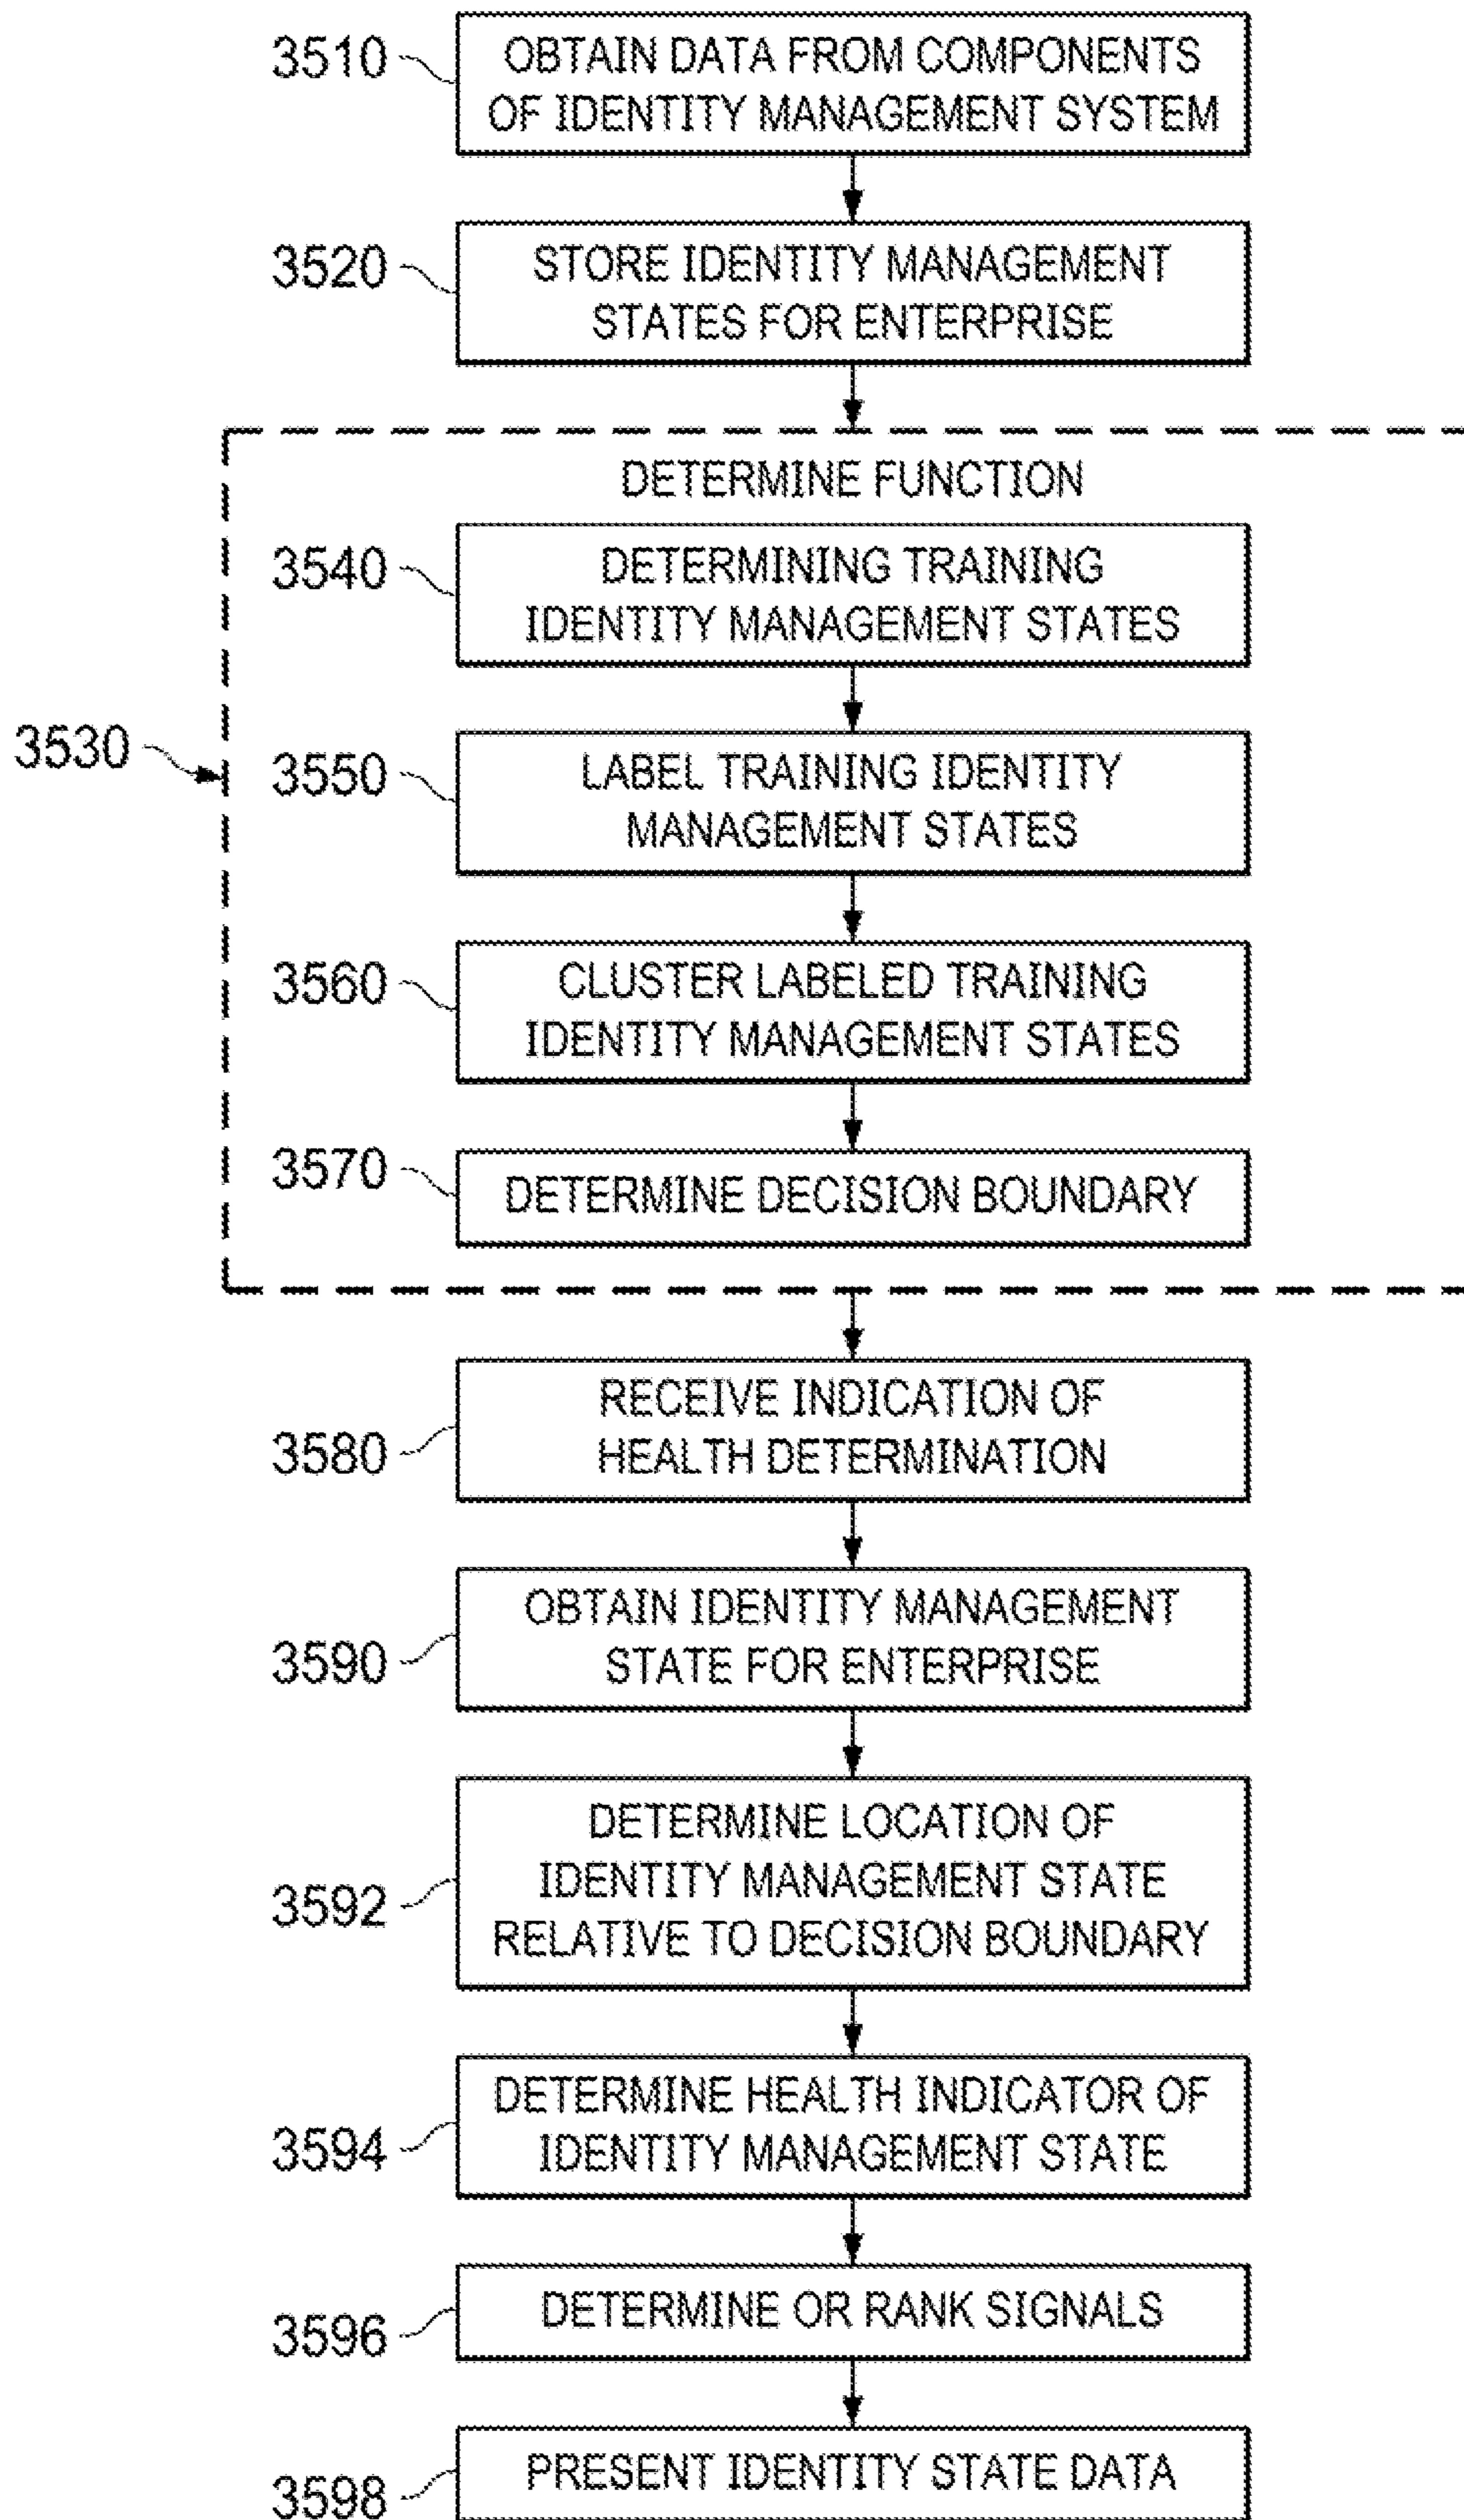 3510
OBTAIN DATA FROM COMPONENTS
OF IDENTITY MANAGEMENT SYSTEM
3520
STORE IDENTITY MANAGEMENT
STATES FOR ENTERPRISE
3530
DETERMINE FUNCTION
3540
DETERMINING TRAINING
IDENTITY MANAGEMENT STATES
3550
LABEL TRAINING IDENTITY
MANAGEMENT STATES
3560
CLUSTER LABELED TRAINING
IDENTITY MANAGEMENT STATES
3570
DETERMINE DECISION BOUNDARY
3580
RECEIVE INDICATION OF
HEALTH DETERMINATION
3590
OBTAIN IDENTITY MANAGEMENT
STATE FOR ENTERPRISE
3592
DETERMINE LOCATION OF
IDENTITY MANAGEMENT STATE
RELATIVE TO DECISION BOUNDARY
3594
DETERMINE HEALTH INDICATOR OF
IDENTITY MANAGEMENT STATE
3596
DETERMINE OR RANK SIGNALS
3598
PRESENT IDENTITY STATE DATA